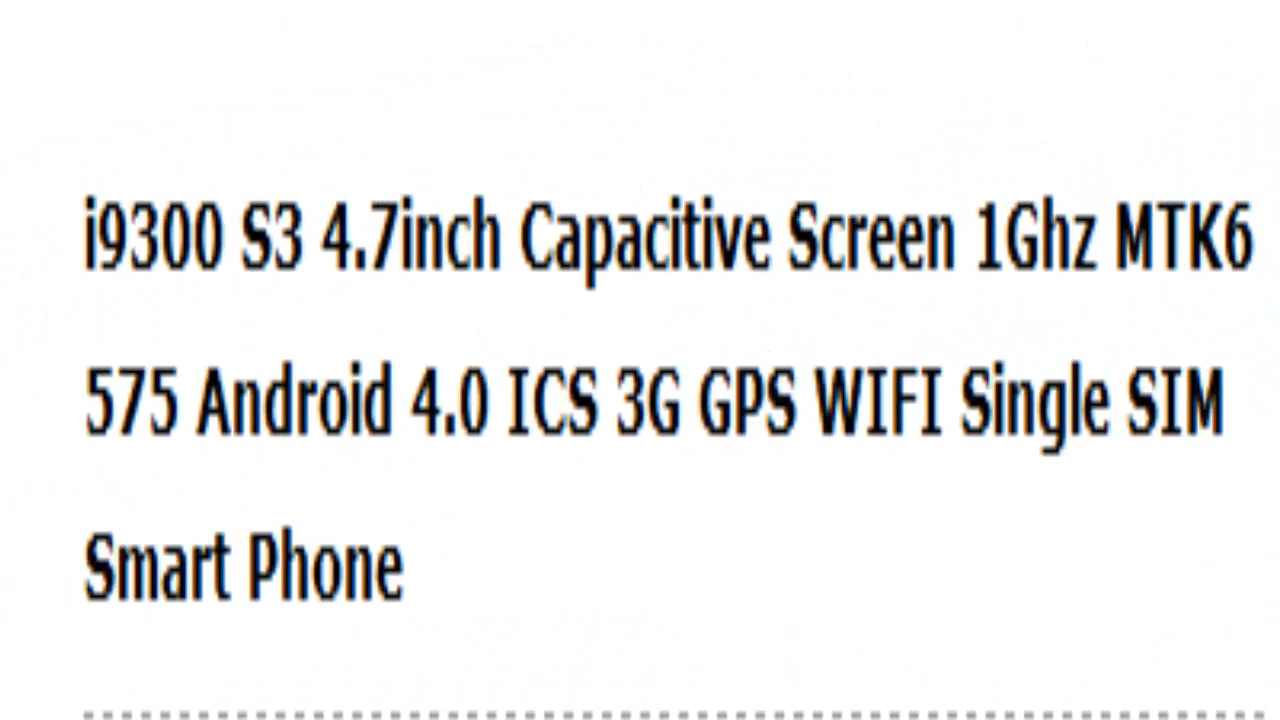 i9300 S3 4.7inch Capacitive Screen 1Ghz MTK6
575 Android 4.0 ICS 3G GPS WIFI Single SIM
Smart Phone